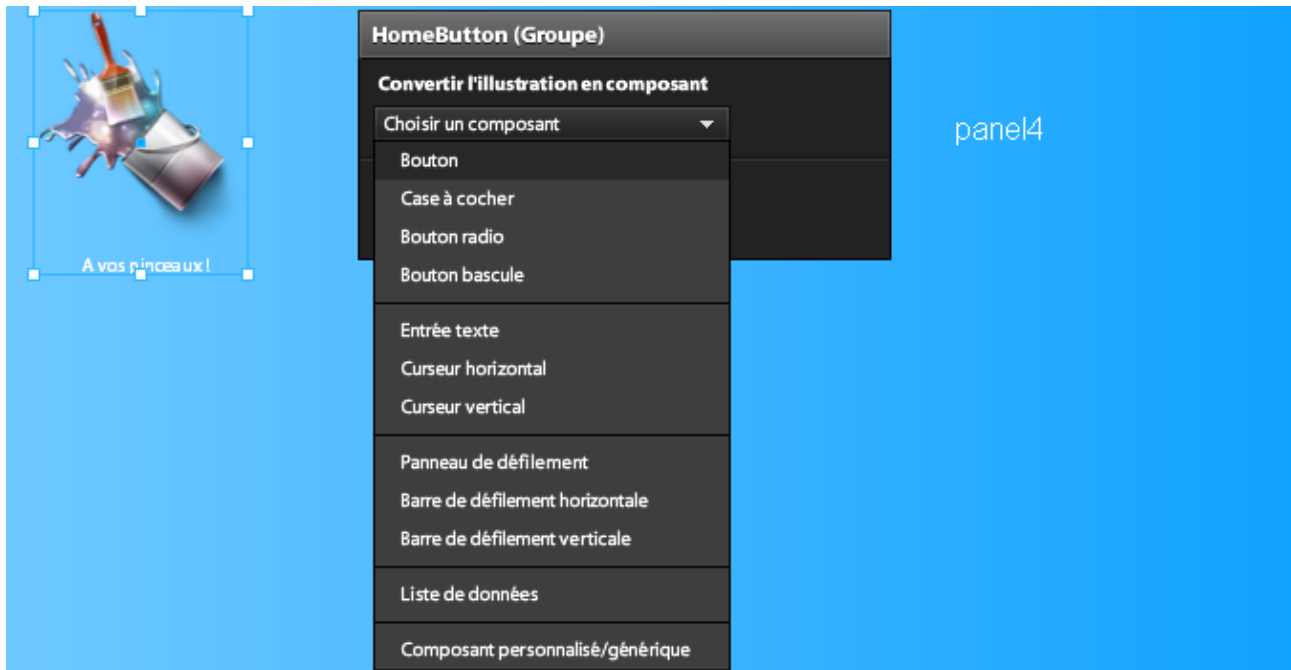 HomeButton (Groupe)
Convertir l'illustration en composant
Choisir un composant
panel4
Bouton
Case à cocher
Bouton radio
Bouton bascule
A vos pinceaux !
Entrée texte
Curseur horizontal
Curseur vertical
Panneau de défilement
Barre de défilement horizontale
Barre de défilement verticale
Liste de données
Composant personnalisé/générique